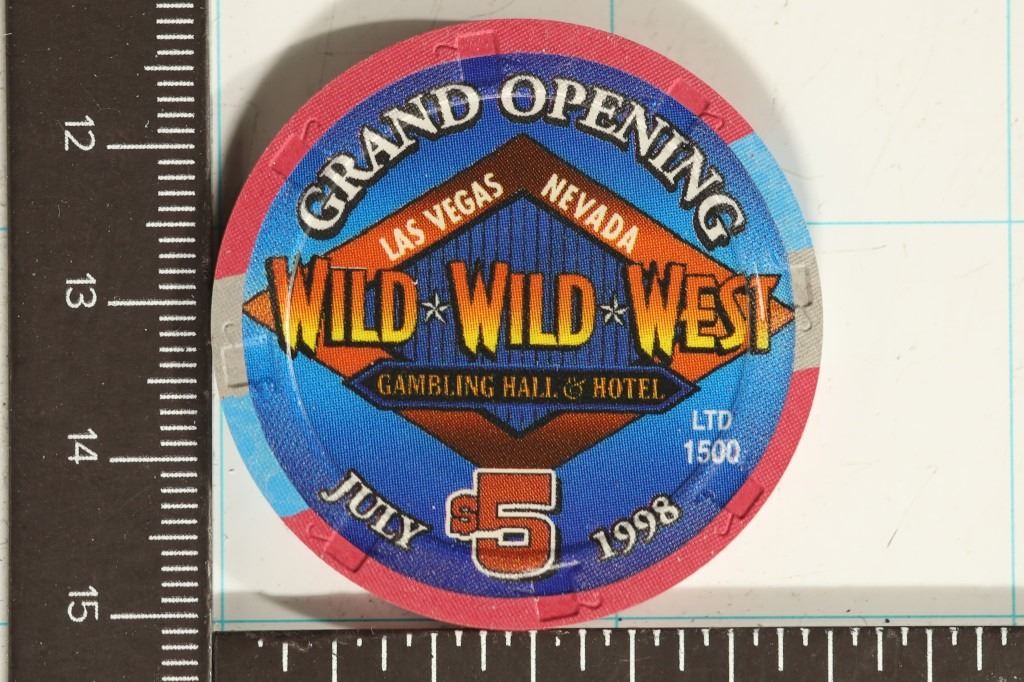 GRAND OPENING
LAS VEGAS NEVADA
WILD ★ WILD ★ WEST
GAMBLING HALL & HOTEL
LTD
1500
JULY $5 1998
12
13
14
15